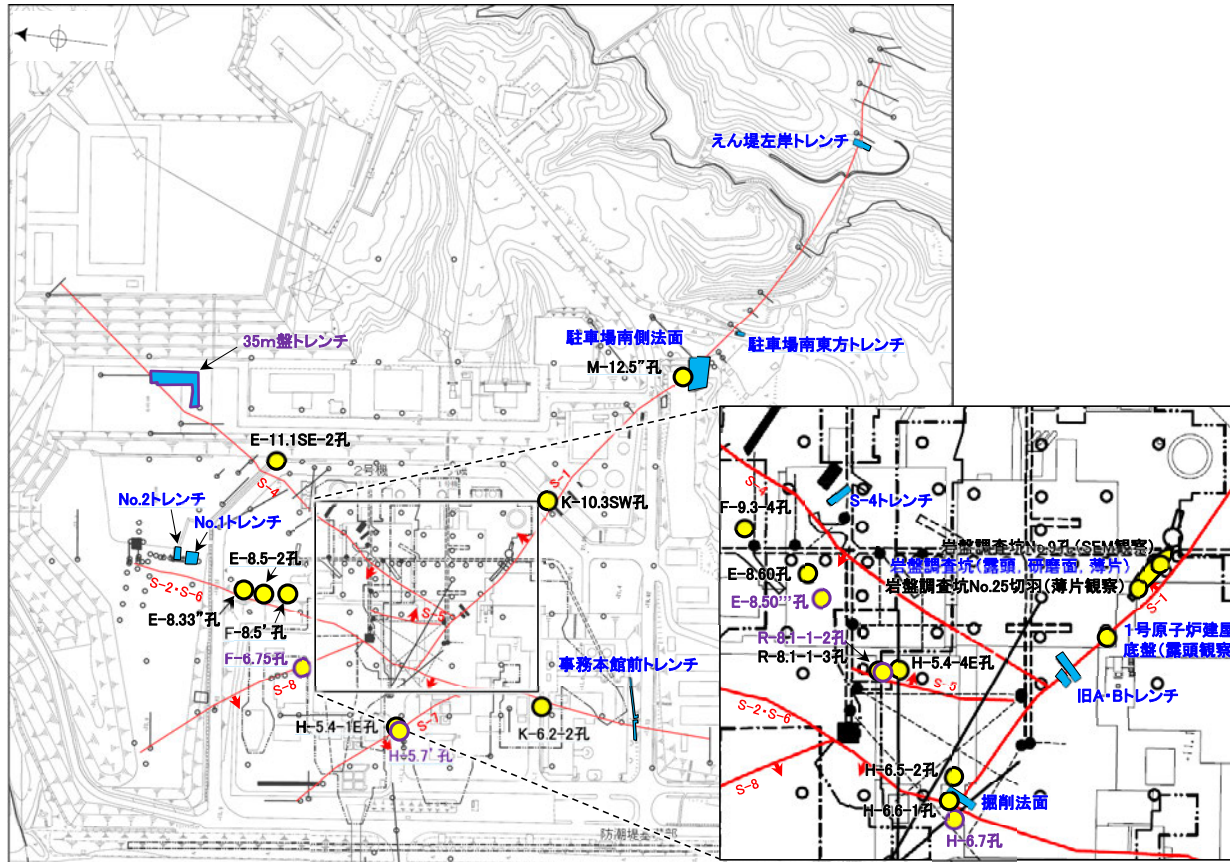 えん堤左岸トレンチ
35m盤トレンチ
駐車場南側法面
駐車場南東方トレンチ
M-12.5”孔
E-11.1SE-2孔
2号機
S-4
S-1
K-10.3SW孔
No.2トレンチ
No.1トレンチ
E-8.5-2孔
S-2・S-6
E-8.33”孔
F-8.5’孔
S-5
F-6.75孔
S-8
事務本館前トレンチ
H-5.4-1E孔
S-1
K-6.2-2孔
H-5.7’孔
S-4
S-4トレンチ
F-9.3-4孔
岩盤調査坑No.9孔(SEM観察)
岩盤調査坑(露頭, 研磨面, 薄片)
E-8.60孔
岩盤調査坑No.25切羽(薄片観察)
E-8.50’’’孔
S-1
1号原子炉建屋
底盤(露頭観察
R-8.1-1-2孔
R-8.1-1-3孔
H-5.4-4E孔
S-5
旧A・Bトレンチ
S-2・S-6
H-6.5-2孔
S-8
掘削法面
H-6.6-1孔
H-6.7孔